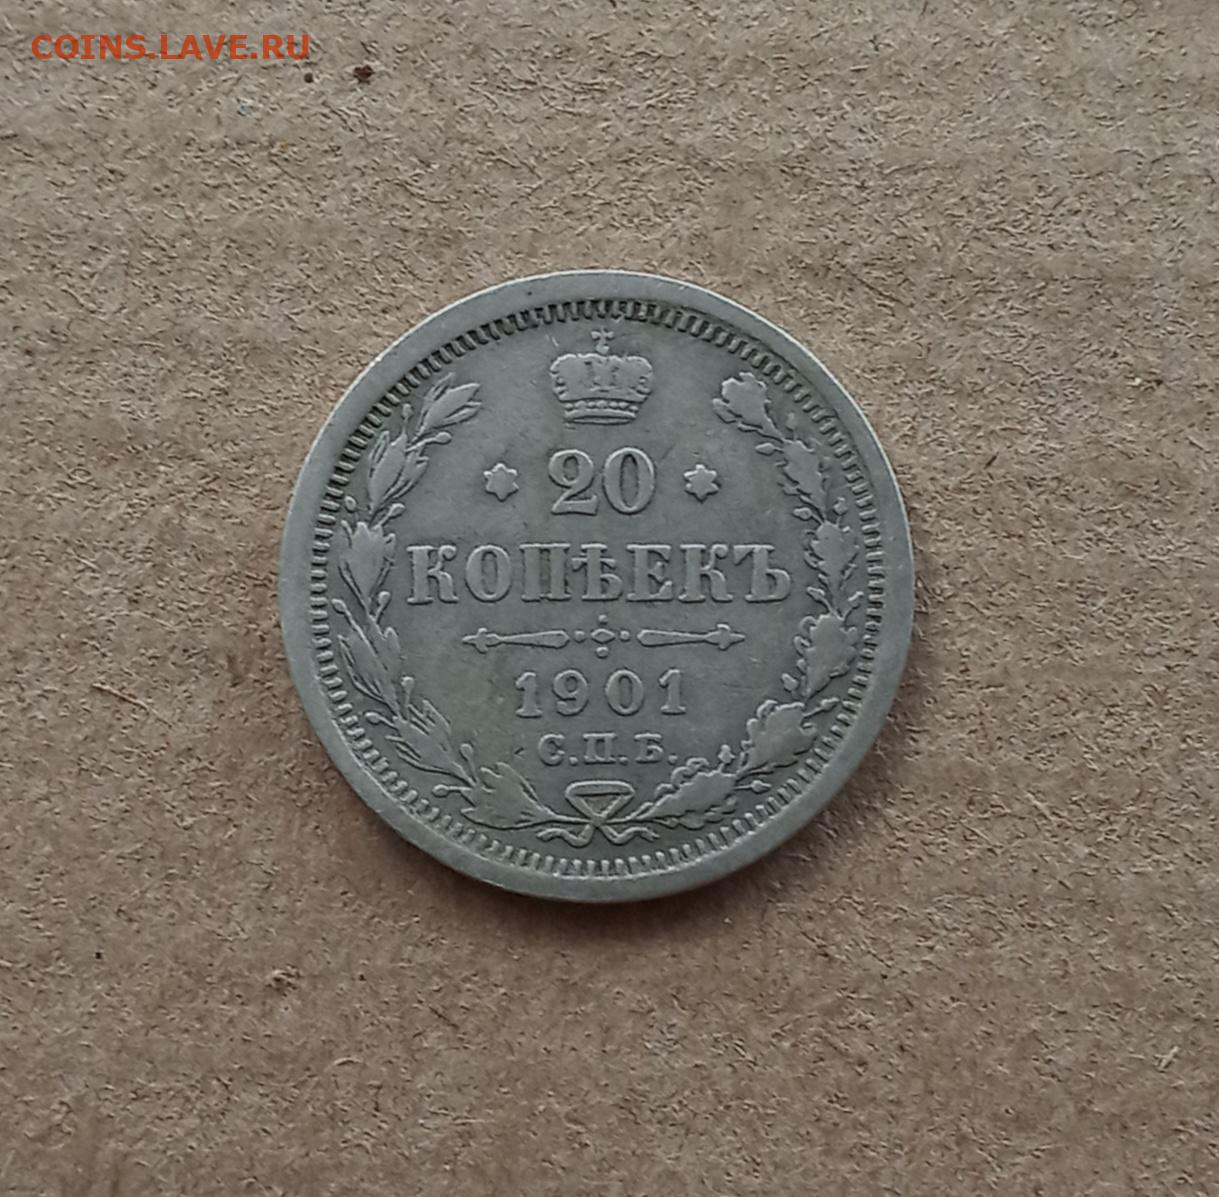 COINS.LAVE.RU
20
КОПѢЕКЪ
1901
С.П.Б.